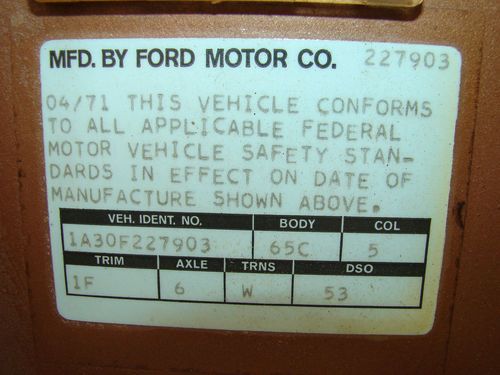 MFD. BY FORD MOTOR CO. 227903
04/71 THIS VEHICLE CONFORMS
TO ALL APPLICABLE FEDERAL
MOTOR VEHICLE SAFETY STAN-
DARDS IN EFFECT ON DATE OF
MANUFACTURE SHOWN ABOVE.
VEH. IDENT. NO. BODY COL
1A30F227903 65C 5
TRIM AXLE TRNS DSO
1F 6 W 53